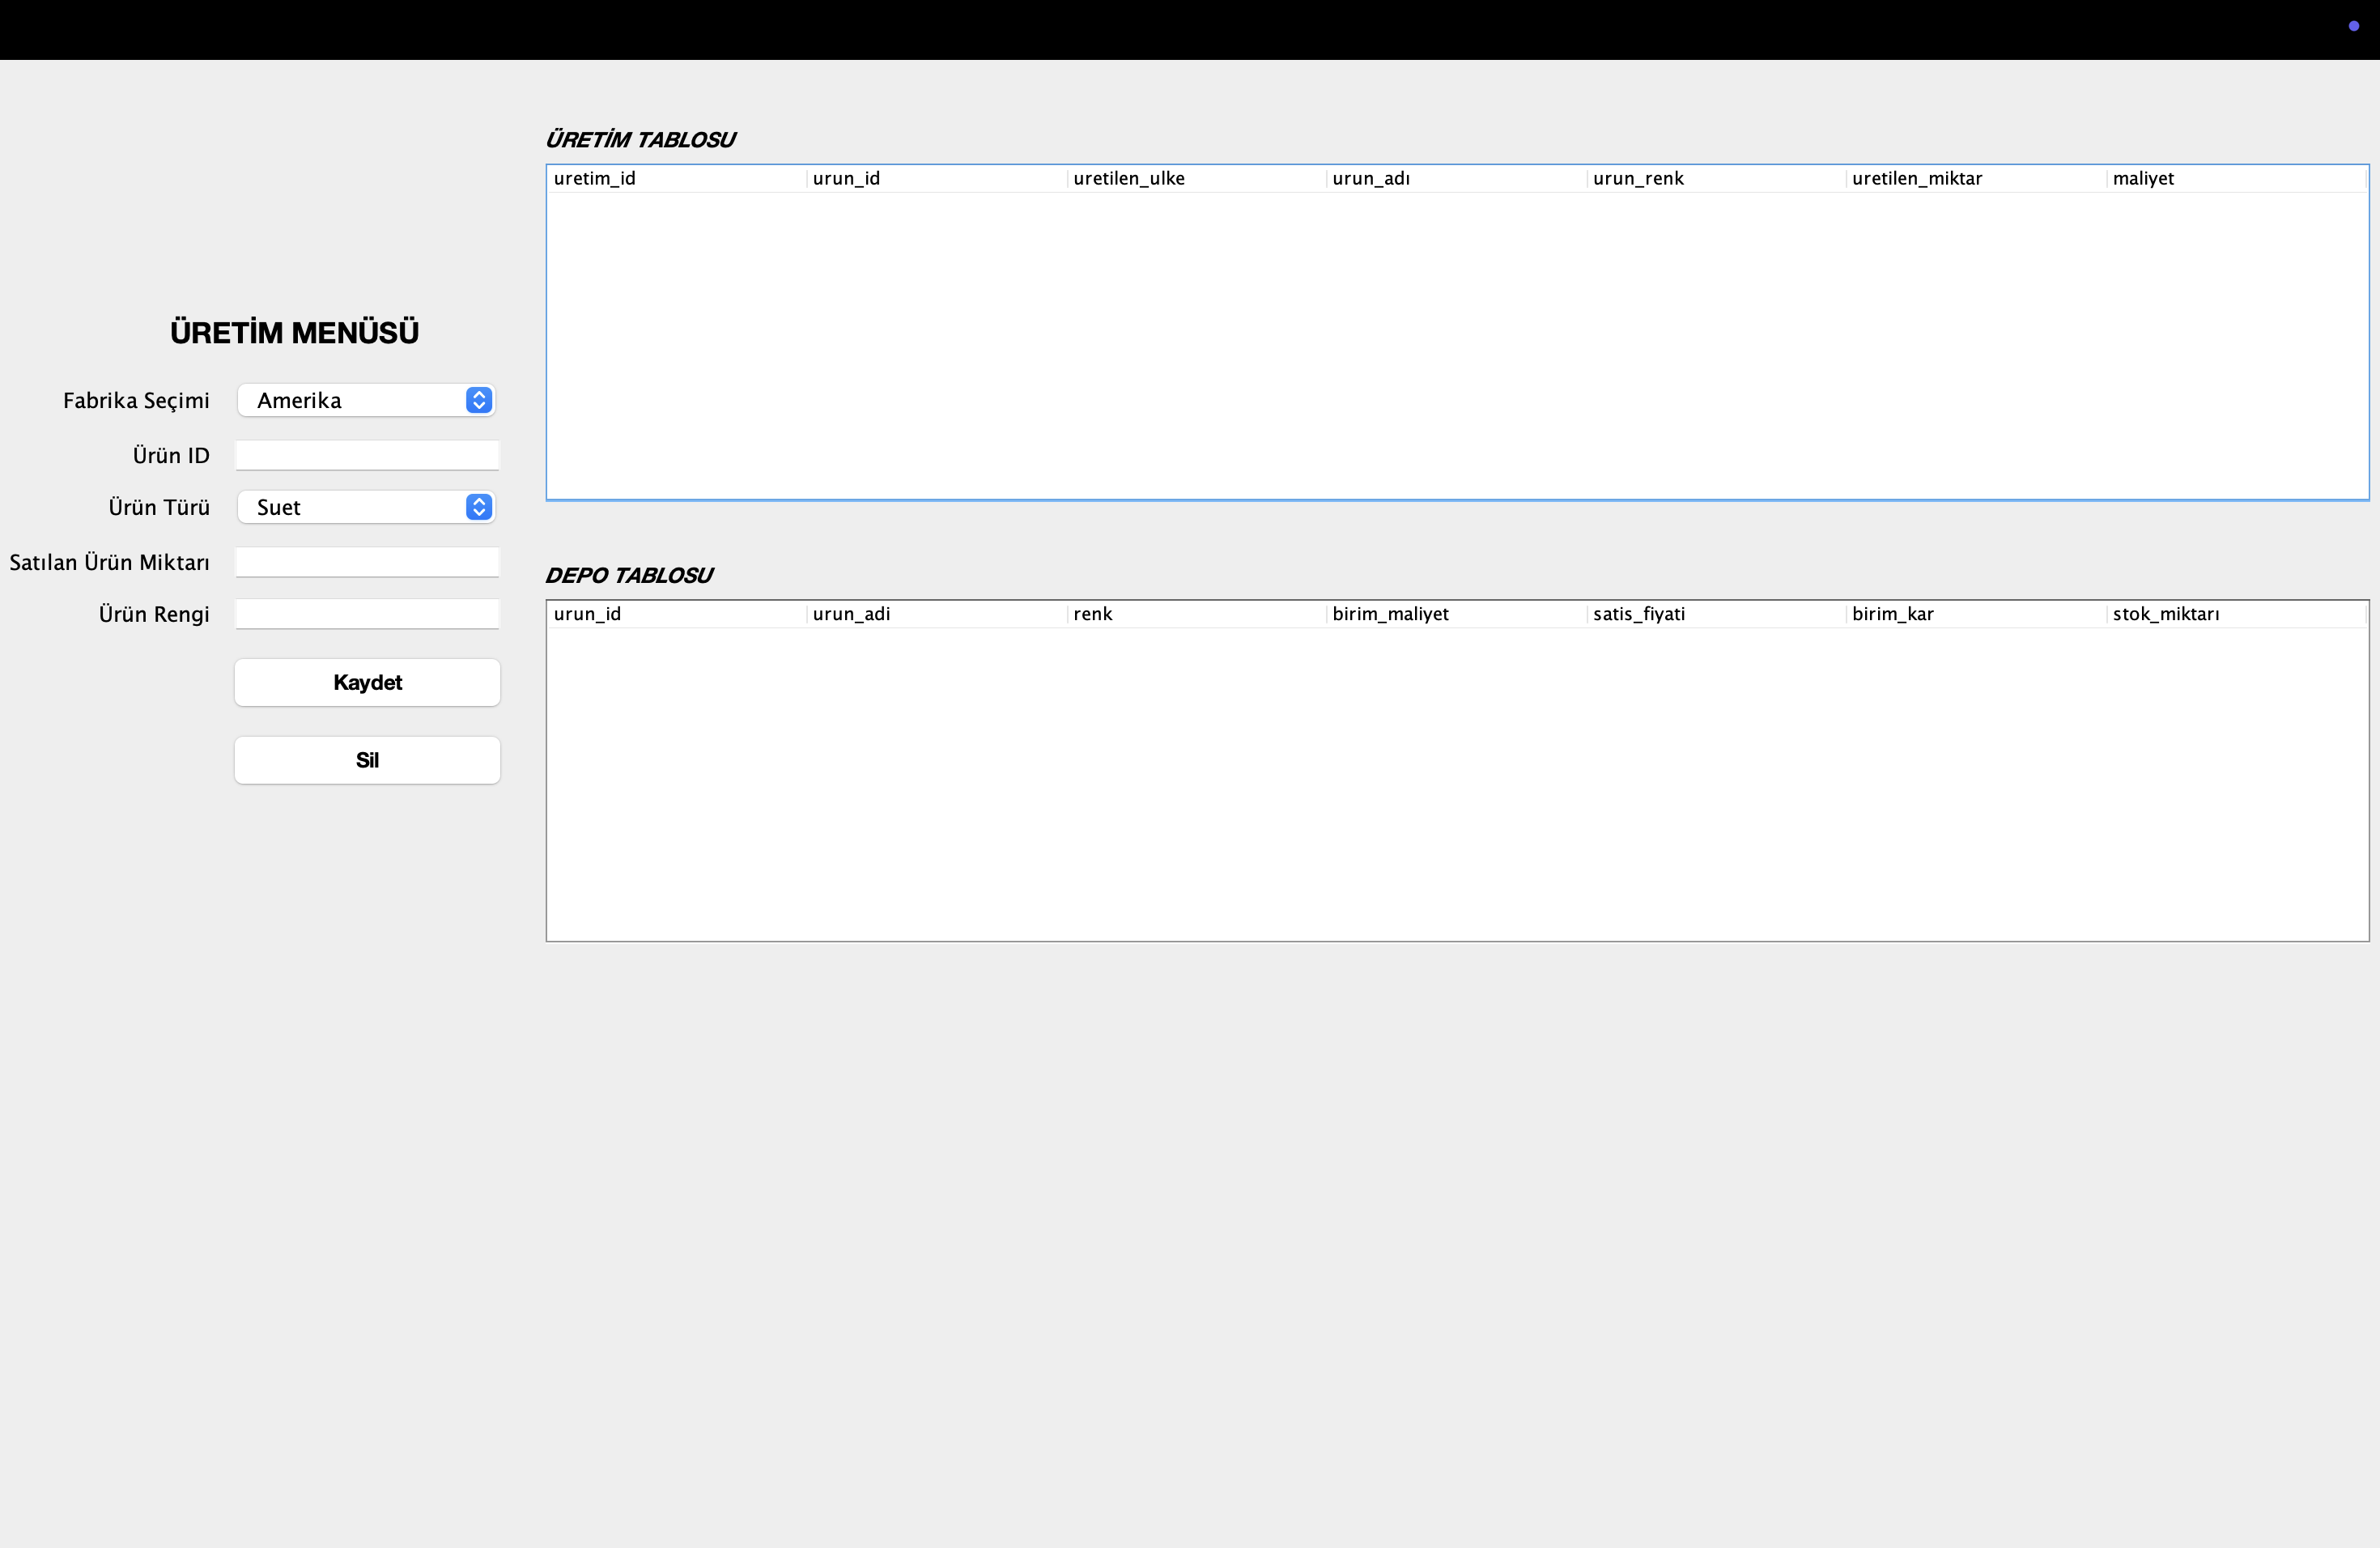 ÜRETİM MENÜSÜ
Fabrika Seçimi Amerika
Ürün ID
Ürün Türü Suet
Satılan Ürün Miktarı
Ürün Rengi
Kaydet
Sil
ÜRETİM TABLOSU
uretim_id urun_id uretilen_ulke urun_adı urun_renk uretilen_miktar maliyet
DEPO TABLOSU
urun_id urun_adi renk birim_maliyet satis_fiyati birim_kar stok_miktarı